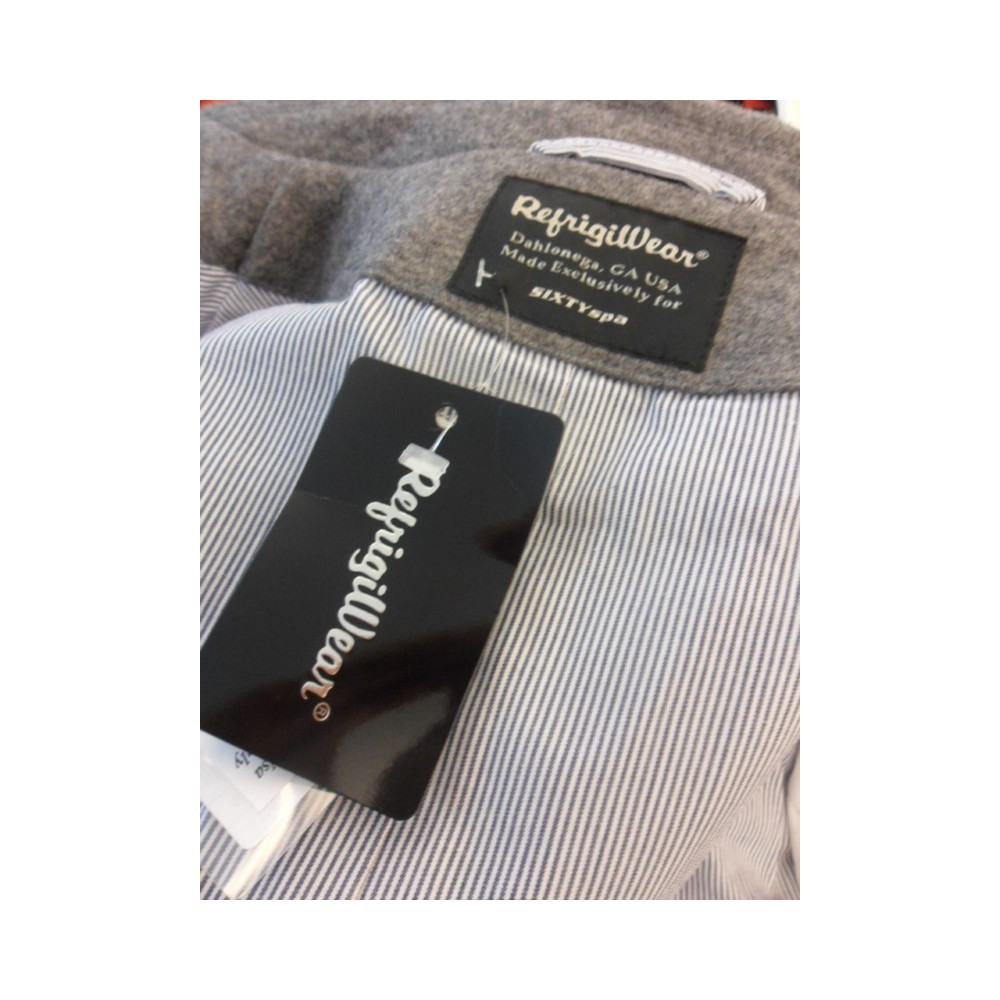 RefrigiWear®
Dahlonega, GA USA
Made Exclusively for
SIXTYspa
RefrigiWear®